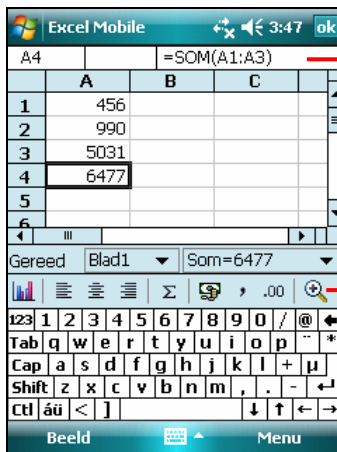 Excel Mobile 3:47 ok
A4 =SOM(A1:A3)
A B C
1 456
2 990
3 5031
4 6477
5
6
Gereed Blad1 Som=6477
Σ , .00
123 1 2 3 4 5 6 7 8 9 0 / @
Tab q w e r t y u i o p ¨ *
Cap a s d f g h j k l + µ
Shift z x c v b n m , . -
Ctl áü < ]
Beeld Menu